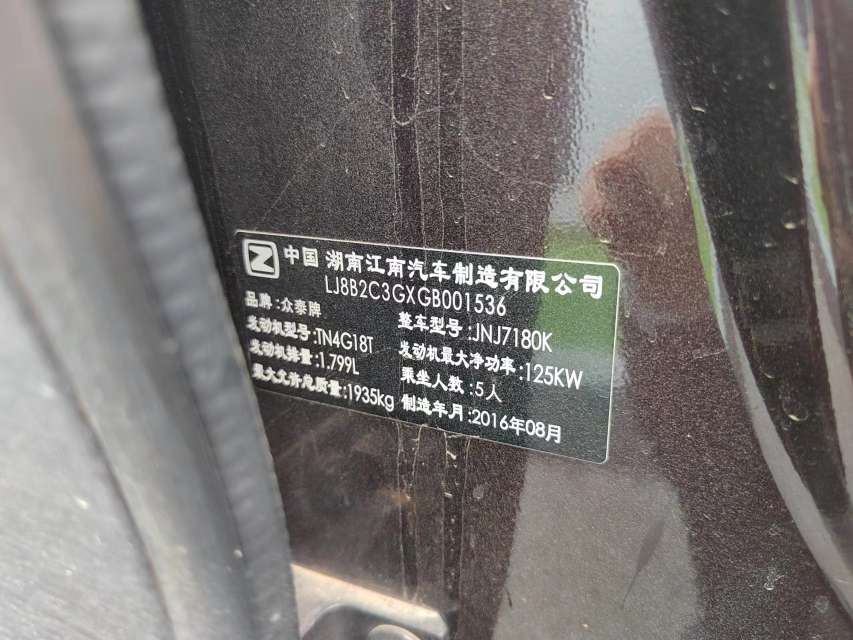 Z 中国 湖南江南汽车制造有限公司
LJ8B2C3GXGB001536
品牌:众泰牌 整车型号:JNJ7180K
发动机型号:TN4G18T 发动机最大净功率:125KW
发动机排量:1.799L 乘坐人数:5人
最大允许总质量:1935kg 制造年月:2016年08月